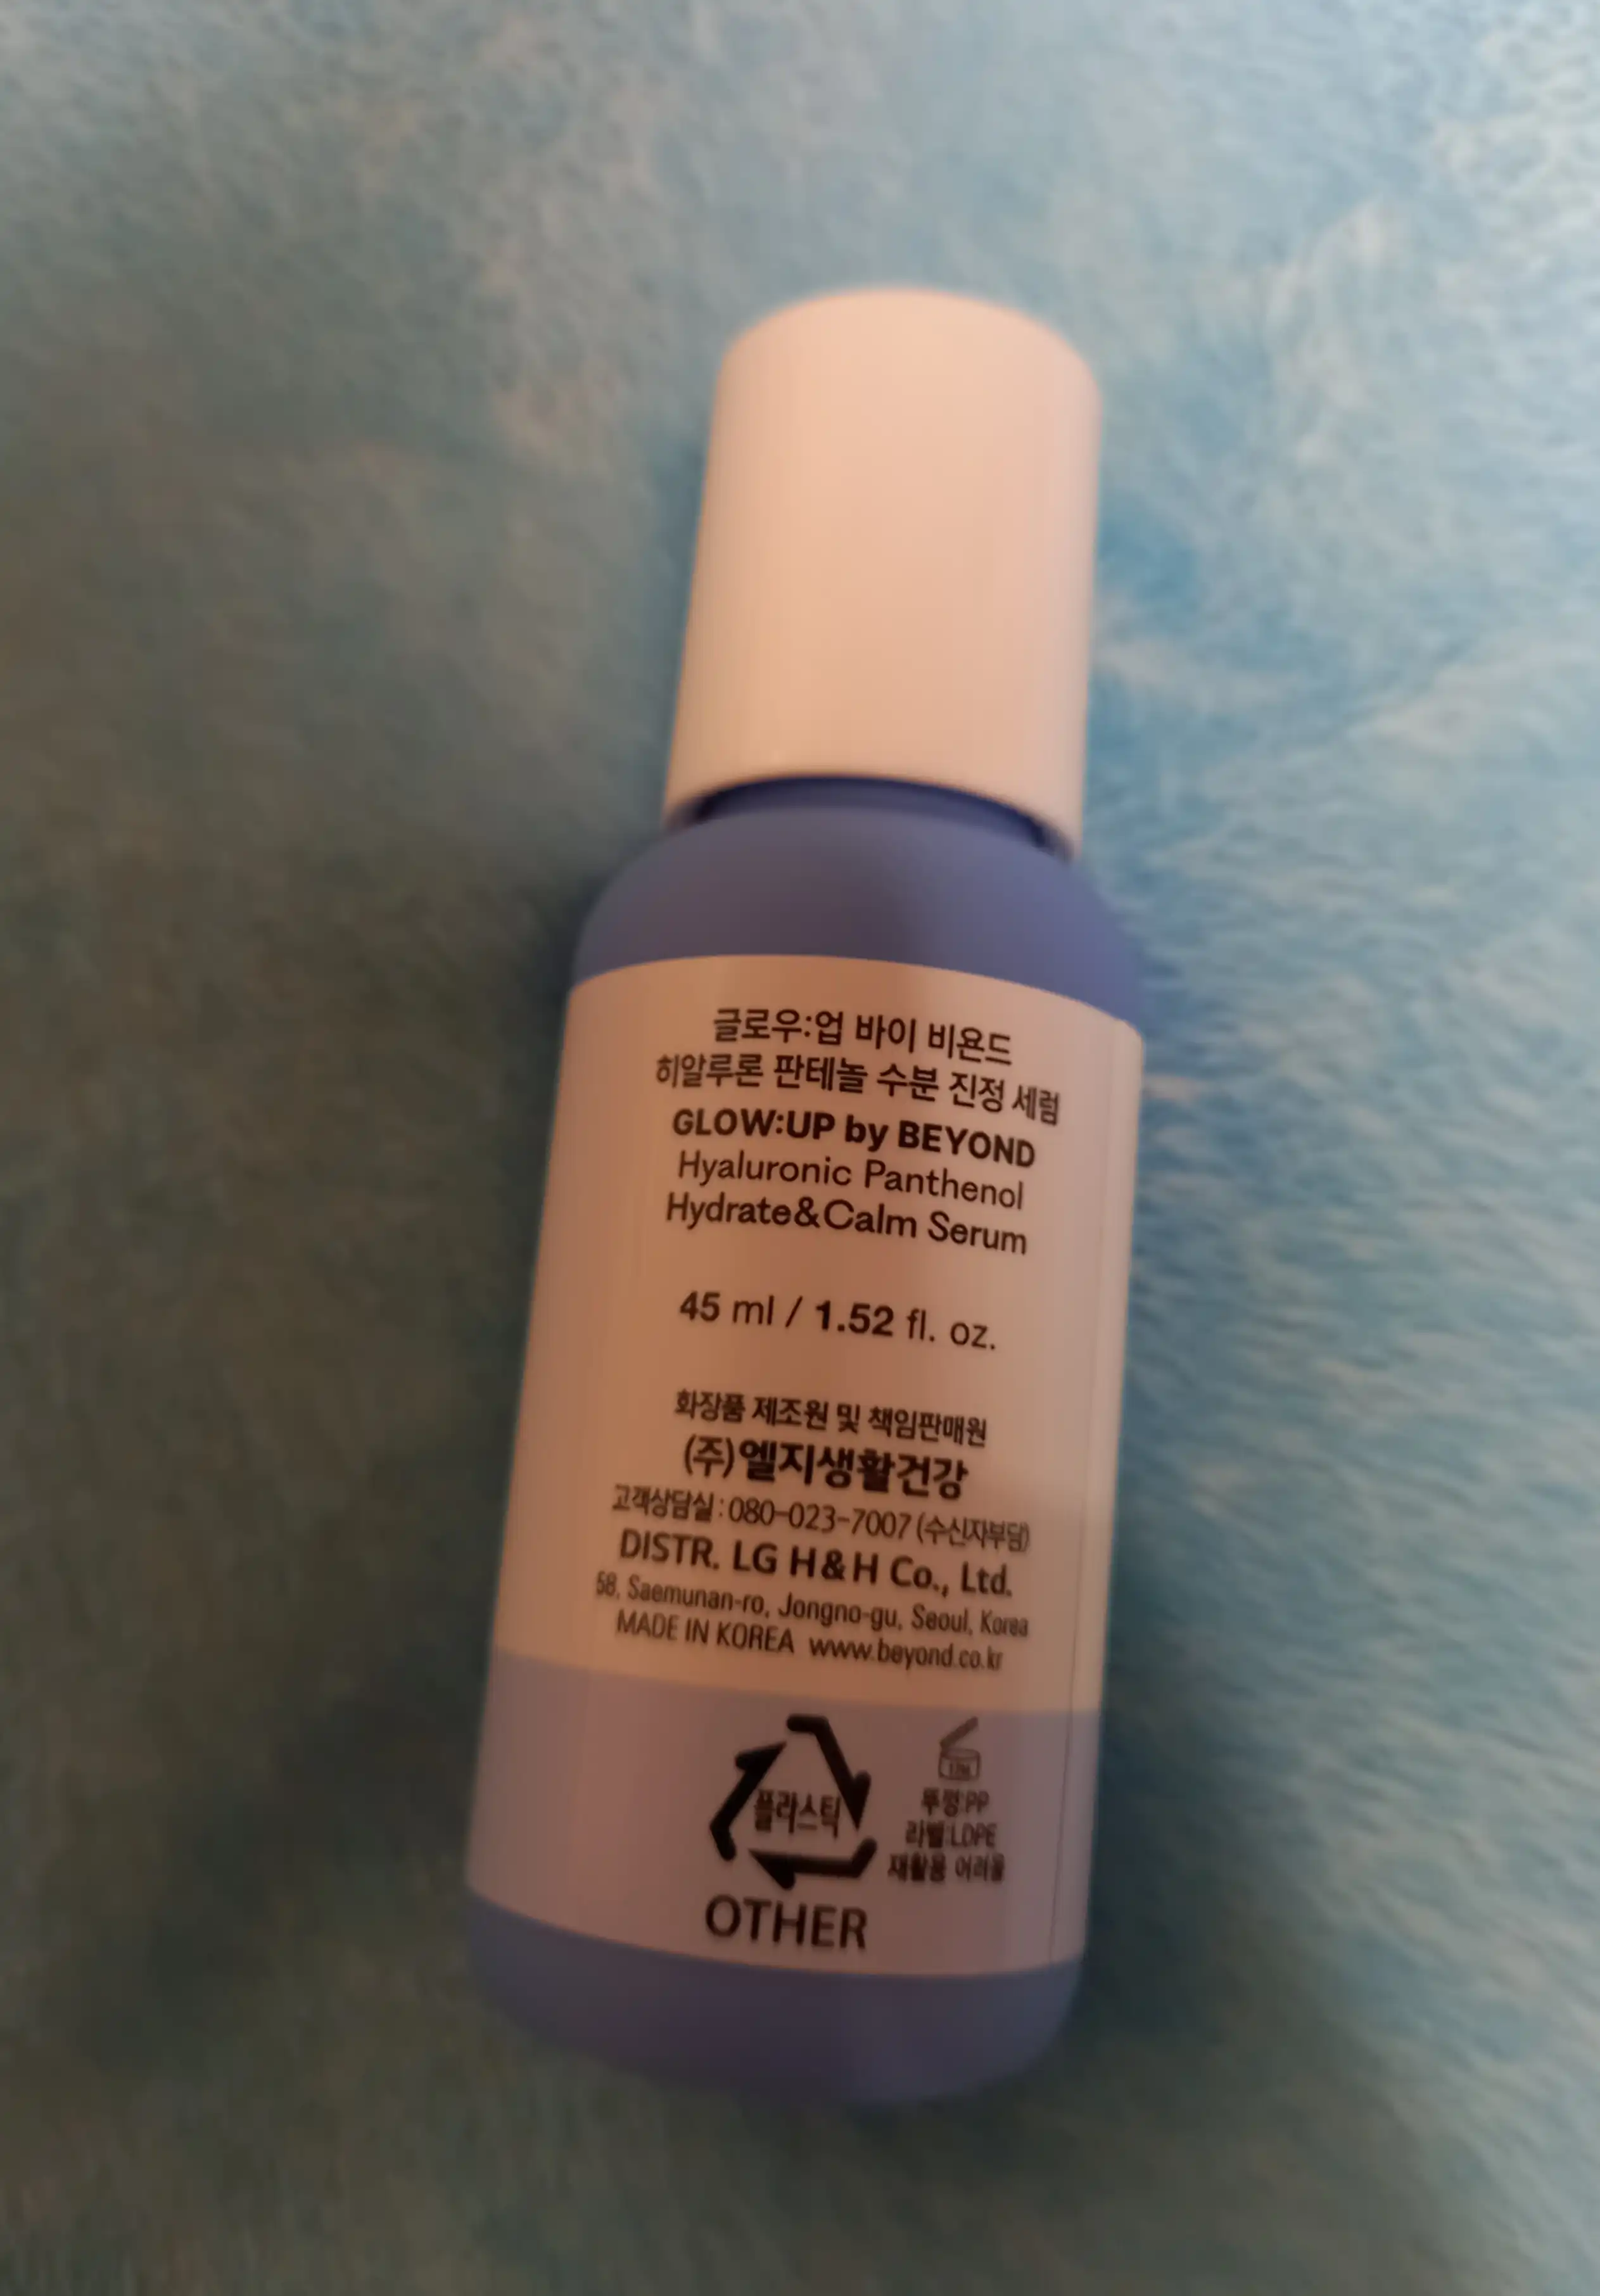 글로우:업 바이 비욘드
히알루론 판테놀 수분 진정 세럼
GLOW:UP by BEYOND
Hyaluronic Panthenol
Hydrate&Calm Serum
45 ml / 1.52 fl. oz.
화장품 제조원 및 책임판매원
(주)엘지생활건강
고객상담실 : 080-023-7007 (수신자부담)
DISTR. LG H&H Co., Ltd.
58, Saemunan-ro, Jongno-gu, Seoul, Korea
MADE IN KOREA www.beyond.co.kr
플라스틱
OTHER
뚜껑:PP
라벨:LDPE
재활용 어려움